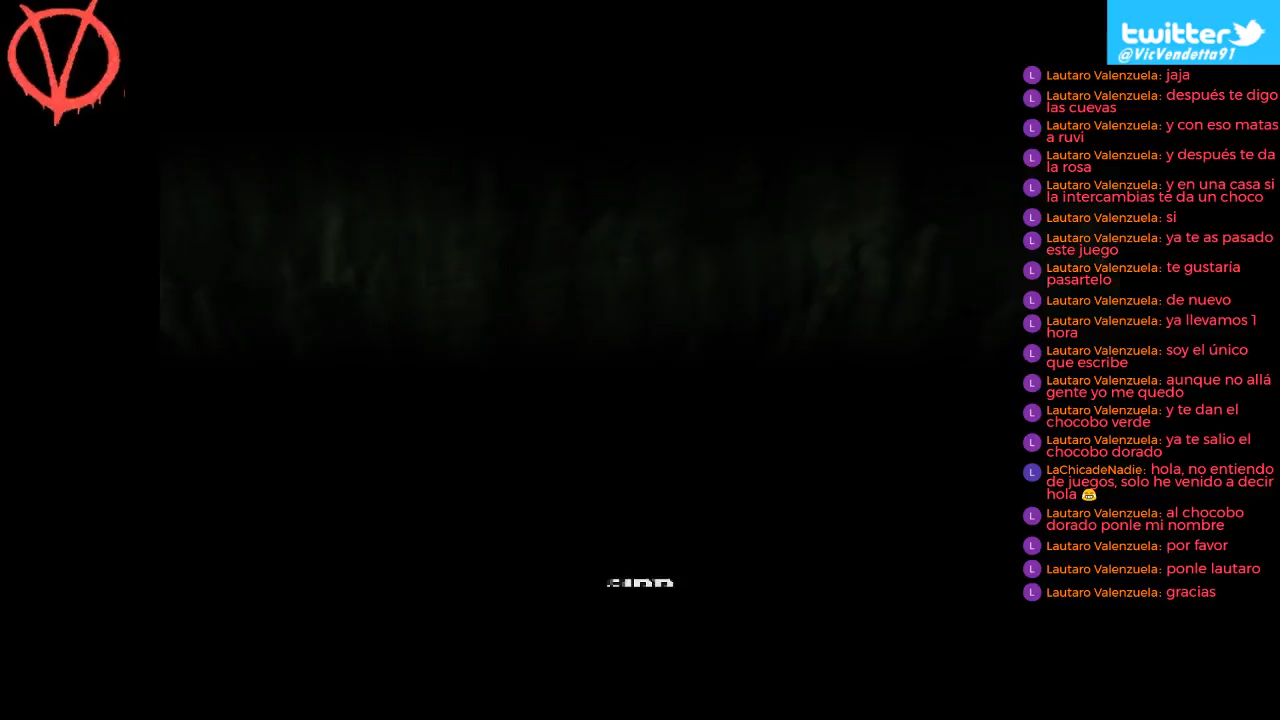 twitter
@VicVendetta91
L Lautaro Valenzuela: jaja
L Lautaro Valenzuela: después te digo
las cuevas
L Lautaro Valenzuela: y con eso matas
a ruvi
L Lautaro Valenzuela: y después te da
la rosa
L Lautaro Valenzuela: y en una casa si
la intercambias te da un choco
L Lautaro Valenzuela: si
L Lautaro Valenzuela: ya te as pasado
este juego
L Lautaro Valenzuela: te gustaría
pasartelo
L Lautaro Valenzuela: de nuevo
L Lautaro Valenzuela: ya llevamos 1
hora
L Lautaro Valenzuela: soy el único
que escribe
L Lautaro Valenzuela: aunque no allá
gente yo me quedo
L Lautaro Valenzuela: y te dan el
chocobo verde
L Lautaro Valenzuela: ya te salio el
chocobo dorado
L LaChicadeNadie: hola, no entiendo
de juegos, solo he venido a decir
hola 😂
L Lautaro Valenzuela: al chocobo
dorado ponle mi nombre
L Lautaro Valenzuela: por favor
L Lautaro Valenzuela: ponle lautaro
L Lautaro Valenzuela: gracias